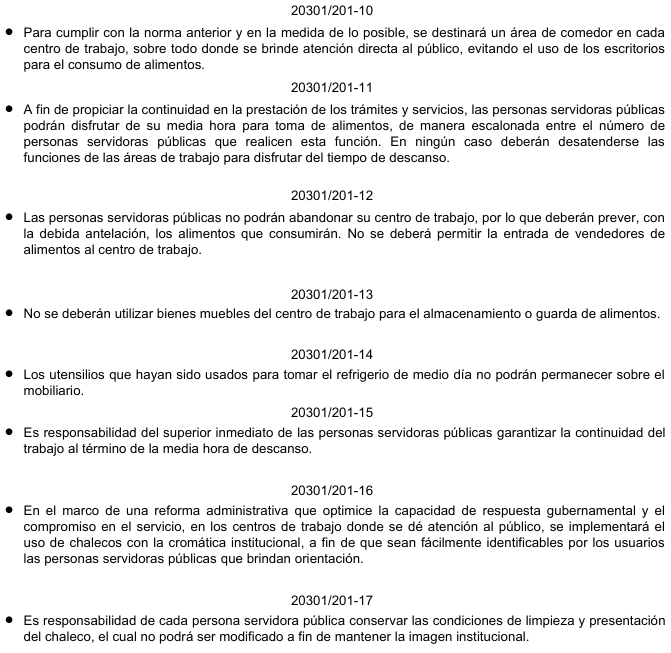 20301/201-10
● Para cumplir con la norma anterior y en la medida de lo posible, se destinará un área de comedor en cada
centro de trabajo, sobre todo donde se brinde atención directa al público, evitando el uso de los escritorios
para el consumo de alimentos.
20301/201-11
● A fin de propiciar la continuidad en la prestación de los trámites y servicios, las personas servidoras públicas
podrán disfrutar de su media hora para toma de alimentos, de manera escalonada entre el número de
personas servidoras públicas que realicen esta función. En ningún caso deberán desatenderse las
funciones de las áreas de trabajo para disfrutar del tiempo de descanso.
20301/201-12
● Las personas servidoras públicas no podrán abandonar su centro de trabajo, por lo que deberán prever, con
la debida antelación, los alimentos que consumirán. No se deberá permitir la entrada de vendedores de
alimentos al centro de trabajo.
20301/201-13
● No se deberán utilizar bienes muebles del centro de trabajo para el almacenamiento o guarda de alimentos.
20301/201-14
● Los utensilios que hayan sido usados para tomar el refrigerio de medio día no podrán permanecer sobre el
mobiliario.
20301/201-15
● Es responsabilidad del superior inmediato de las personas servidoras públicas garantizar la continuidad del
trabajo al término de la media hora de descanso.
20301/201-16
● En el marco de una reforma administrativa que optimice la capacidad de respuesta gubernamental y el
compromiso en el servicio, en los centros de trabajo donde se dé atención al público, se implementará el
uso de chalecos con la cromática institucional, a fin de que sean fácilmente identificables por los usuarios
las personas servidoras públicas que brindan orientación.
20301/201-17
● Es responsabilidad de cada persona servidora pública conservar las condiciones de limpieza y presentación
del chaleco, el cual no podrá ser modificado a fin de mantener la imagen institucional.